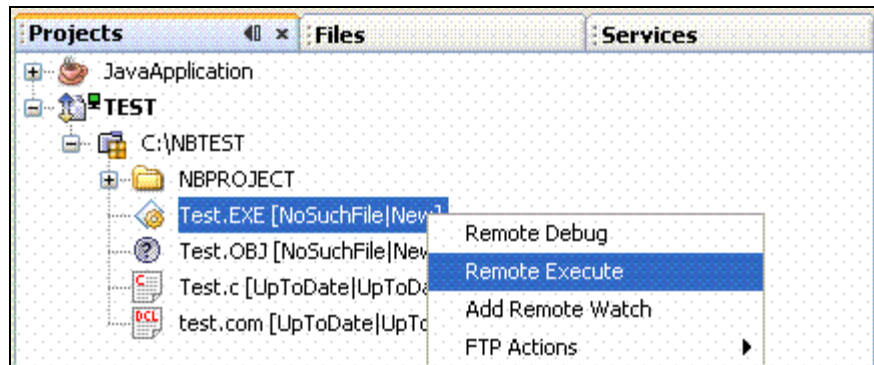 Projects Files Services
JavaApplication
TEST
C:\NBTEST
NBPROJECT
Test.EXE [NoSuchFile|New]
Remote Debug
Test.OBJ [NoSuchFile|New
Remote Execute
Test.c [UpToDate|UpToDa
Add Remote Watch
test.com [UpToDate|UpTo
FTP Actions